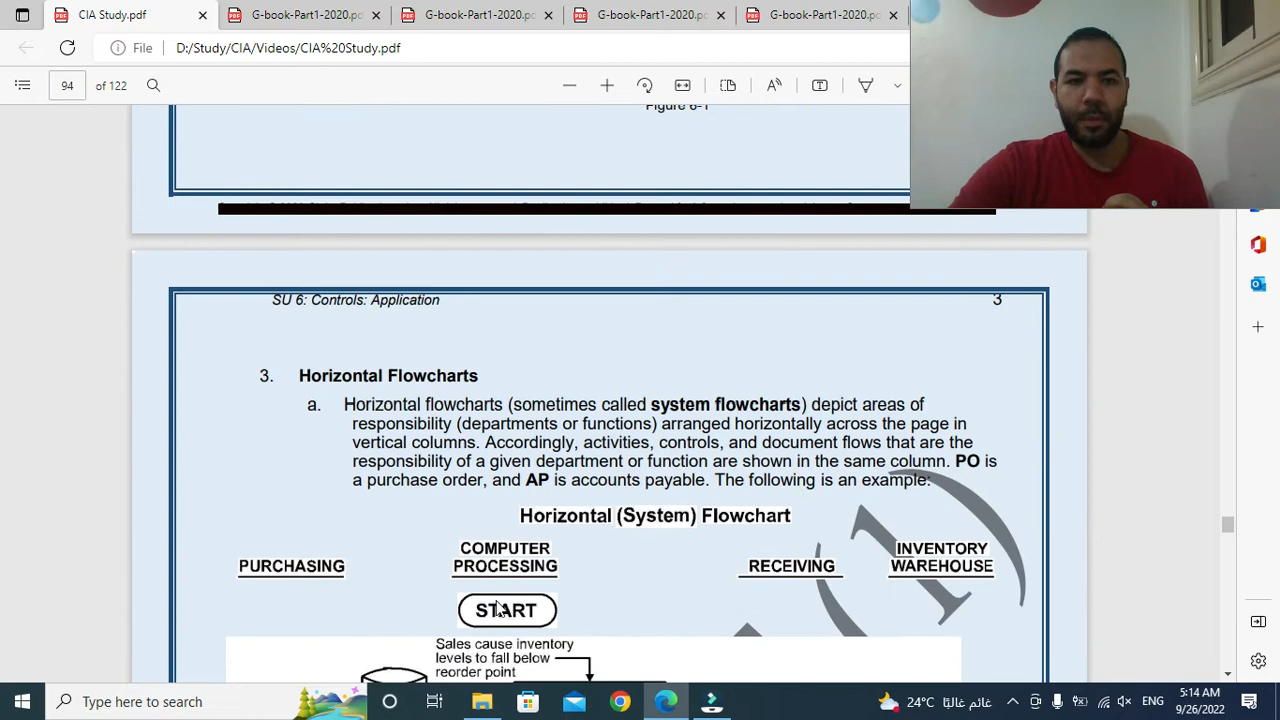 CIA Study.pdf
G-book-Part1-2020.pdf
G-book-Part1-2020.pdf
G-book-Part1-2020.pdf
G-book-Part1-2020.pdf
File
D:/Study/CIA/Videos/CIA%20Study.pdf
94 of 122
Figure 6-1
SU 6: Controls: Application
3
3. Horizontal Flowcharts
a. Horizontal flowcharts (sometimes called system flowcharts) depict areas of
responsibility (departments or functions) arranged horizontally across the page in
vertical columns. Accordingly, activities, controls, and document flows that are the
responsibility of a given department or function are shown in the same column. PO is
a purchase order, and AP is accounts payable. The following is an example:
Horizontal (System) Flowchart
PURCHASING
COMPUTER
PROCESSING
RECEIVING
INVENTORY
WAREHOUSE
START
Sales cause inventory
levels to fall below
reorder point
Type here to search
24°C غائم غالبًا
ENG
5:14 AM
9/26/2022